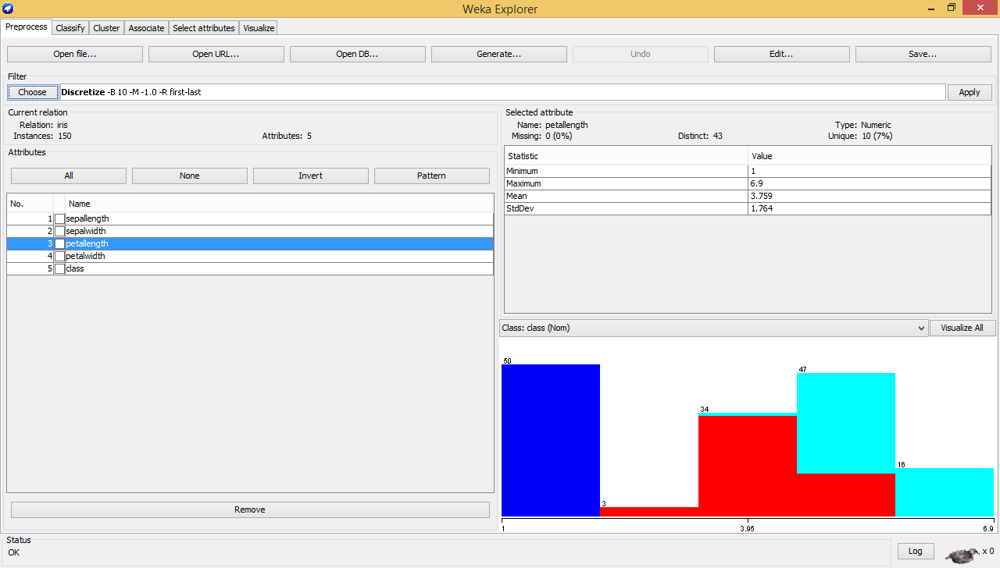 Weka Explorer
Preprocess Classify Cluster Associate Select attributes Visualize
Open file... Open URL... Open DB... Generate... Undo Edit... Save...
Filter
Choose Discretize -B 10 -M -1.0 -R first-last Apply
Current relation
Relation: iris
Instances: 150 Attributes: 5
Attributes
All None Invert Pattern
No. Name
1 sepallength
2 sepalwidth
3 petallength
4 petalwidth
5 class
Remove
Selected attribute
Name: petallength Type: Numeric
Missing: 0 (0%) Distinct: 43 Unique: 10 (7%)
Statistic Value
Minimum 1
Maximum 6.9
Mean 3.759
StdDev 1.764
Class: class (Nom) Visualize All
50
47
34
16
3
1 3.95 6.9
Status
OK
Log x 0